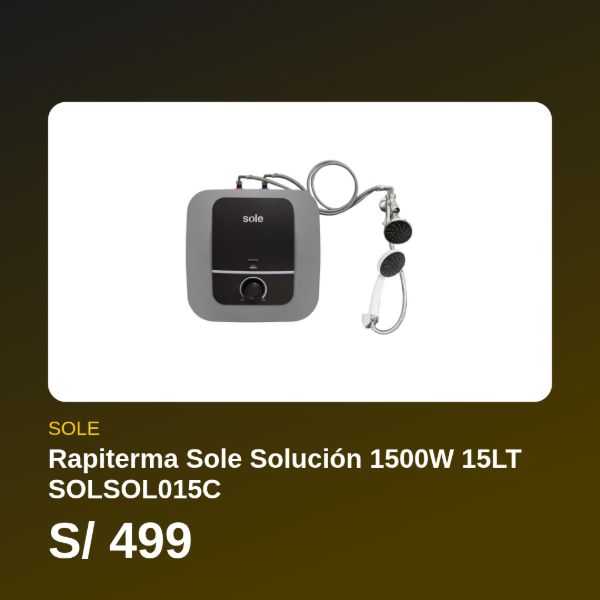 sole
SOLE
Rapiterma Sole Solución 1500W 15LT
SOLSOL015C
S/ 499